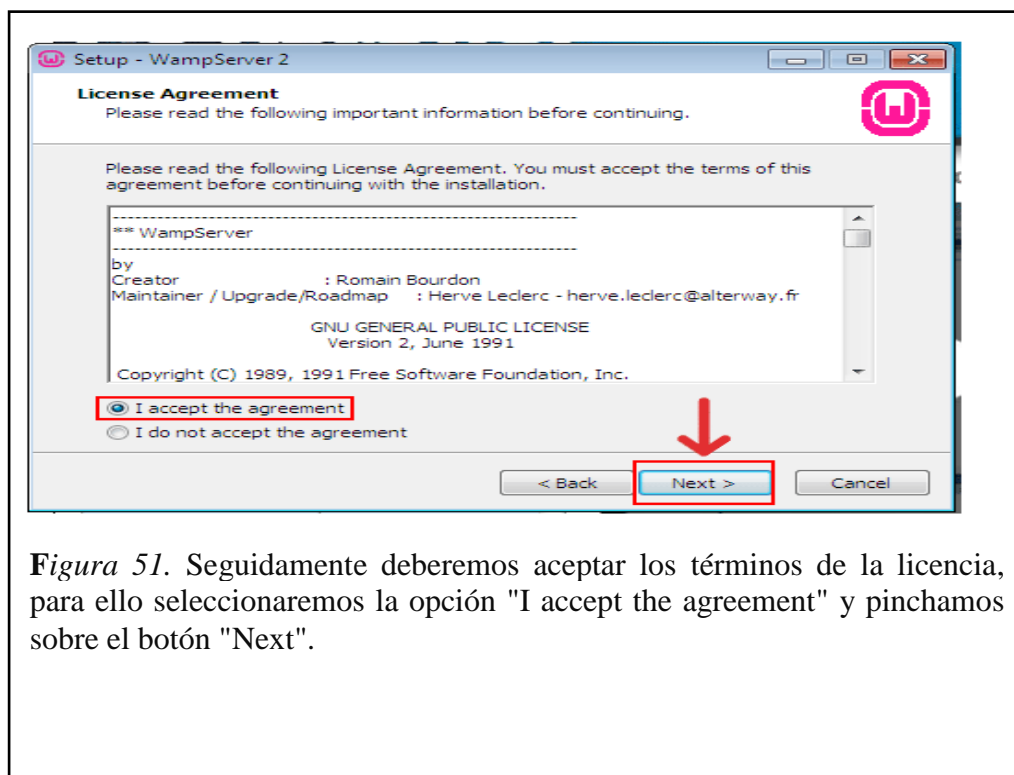 Setup - WampServer 2
License Agreement
Please read the following important information before continuing.
Please read the following License Agreement. You must accept the terms of this
agreement before continuing with the installation.
------------------------------------------------------------
** WampServer
------------------------------------------------------------
by
Creator : Romain Bourdon
Maintainer / Upgrade/Roadmap : Herve Leclerc - herve.leclerc@alterway.fr
GNU GENERAL PUBLIC LICENSE
Version 2, June 1991
Copyright (C) 1989, 1991 Free Software Foundation, Inc.
I accept the agreement
I do not accept the agreement
< Back Next > Cancel
Figura 51. Seguidamente deberemos aceptar los términos de la licencia,
para ello seleccionaremos la opción "I accept the agreement" y pinchamos
sobre el botón "Next".